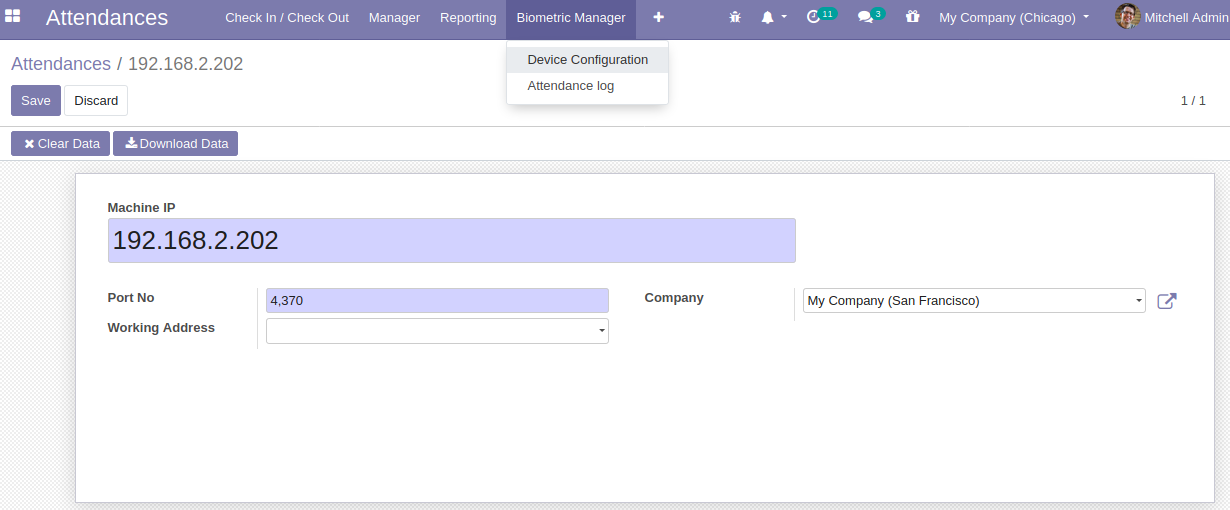 Attendances Check In / Check Out Manager Reporting Biometric Manager 11 3 My Company (Chicago) Mitchell Admin
Device Configuration
Attendance log
Attendances / 192.168.2.202
Save Discard 1 / 1
Clear Data Download Data
Machine IP
192.168.2.202
Port No 4,370 Company My Company (San Francisco)
Working Address